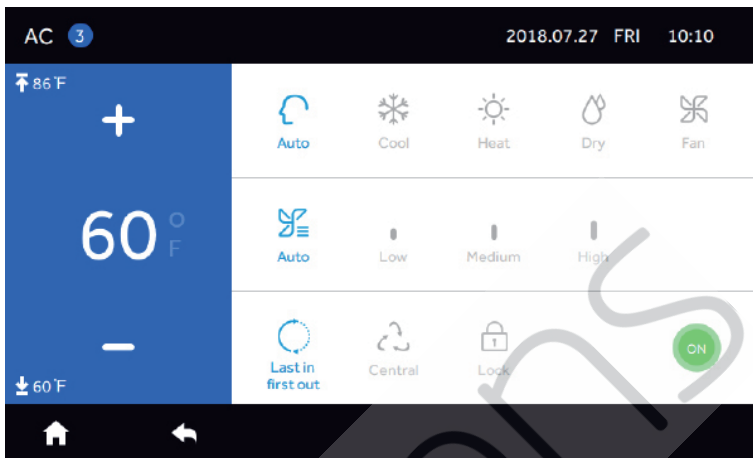 AC 3
2018.07.27 FRI 10:10
86°F
+
60 °F
−
60°F
Auto Cool Heat Dry Fan
Auto Low Medium High
Last in
first out
Central Lock ON